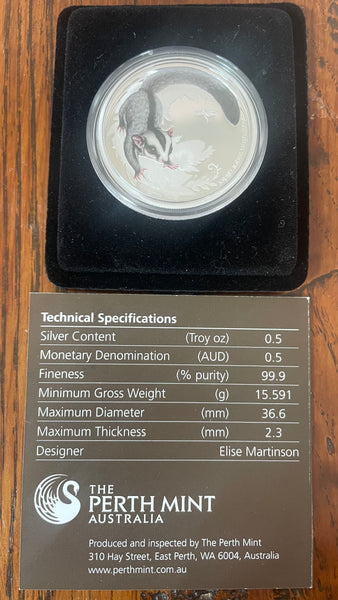 Technical Specifications
Silver Content (Troy oz) 0.5
Monetary Denomination (AUD) 0.5
Fineness (% purity) 99.9
Minimum Gross Weight (g) 15.591
Maximum Diameter (mm) 36.6
Maximum Thickness (mm) 2.3
Designer Elise Martinson
THE
PERTH MINT
AUSTRALIA
Produced and inspected by The Perth Mint
310 Hay Street, East Perth, WA 6004, Australia
www.perthmint.com.au